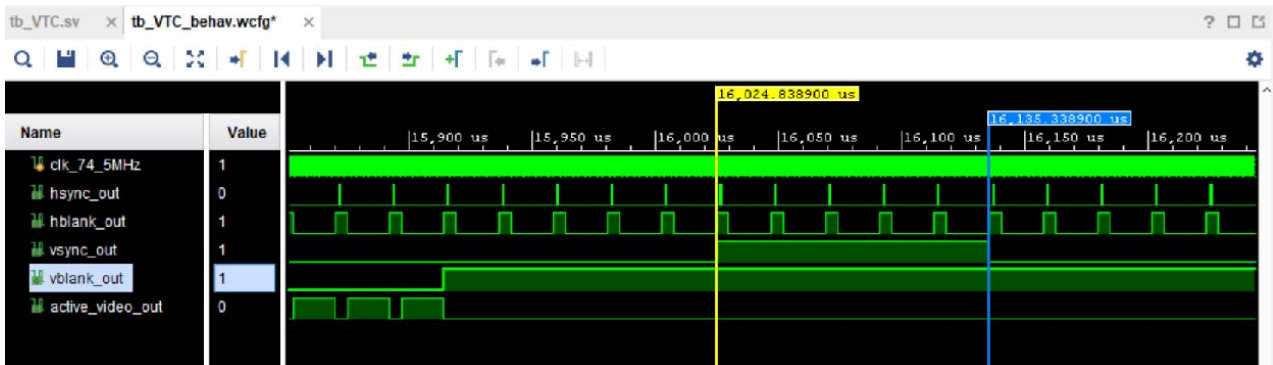 tb_VTC.sv × tb_VTC_behav.wcfg* ×
16,024.838900 us
16,135.338900 us
Name Value
15,900 us 15,950 us 16,000 us 16,050 us 16,100 us 16,150 us 16,200 us
clk_74_5MHz 1
hsync_out 0
hblank_out 1
vsync_out 1
vblank_out 1
active_video_out 0